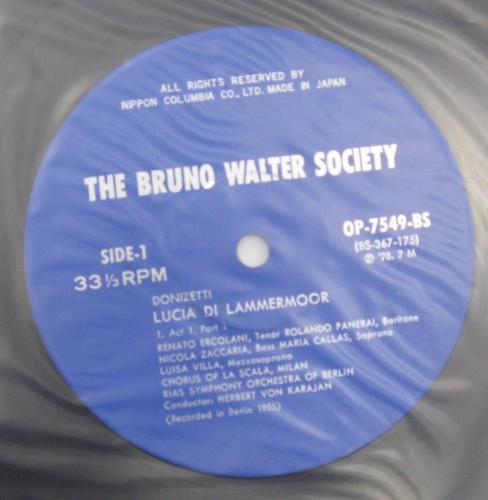 ALL RIGHTS RESERVED BY
NIPPON COLUMBIA CO., LTD. MADE IN JAPAN
THE BRUNO WALTER SOCIETY
SIDE-1
33 1/3 RPM
OP-7549-BS
(BS-367-175)
Ⓟ '78. 7 M
DONIZETTI
LUCIA DI LAMMERMOOR
1. Act 1, Part 1
RENATO ERCOLANI, Tenor ROLANDO PANERAI, Baritone
NICOLA ZACCARIA, Bass MARIA CALLAS, Soprano
LUISA VILLA, Mezzosoprano
CHORUS OF LA SCALA, MILAN
RIAS SYMPHONY ORCHESTRA OF BERLIN
Conductor: HERBERT VON KARAJAN
(Recorded in Berlin 1955)